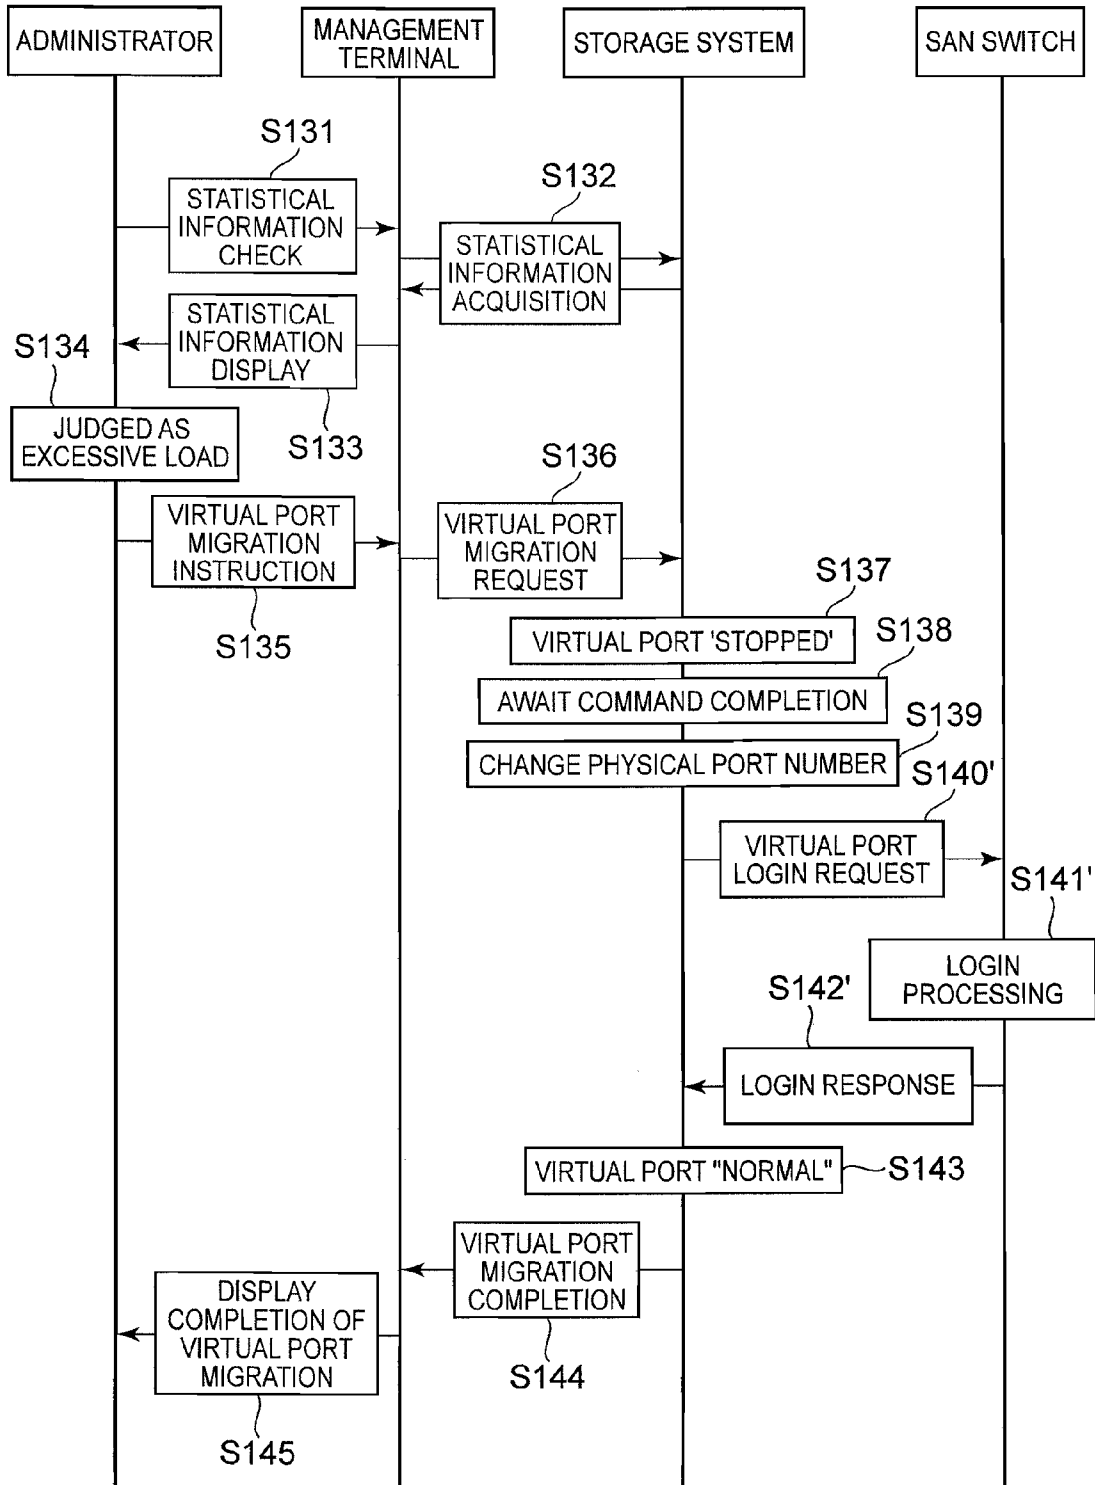 ADMINISTRATOR
MANAGEMENT
TERMINAL
STORAGE SYSTEM
SAN SWITCH
S131
STATISTICAL
INFORMATION
CHECK
S132
STATISTICAL
INFORMATION
ACQUISITION
STATISTICAL
INFORMATION
DISPLAY
S133
S134
JUDGED AS
EXCESSIVE LOAD
VIRTUAL PORT
MIGRATION
INSTRUCTION
S135
S136
VIRTUAL PORT
MIGRATION
REQUEST
S137
VIRTUAL PORT 'STOPPED'
S138
AWAIT COMMAND COMPLETION
S139
CHANGE PHYSICAL PORT NUMBER
S140'
VIRTUAL PORT
LOGIN REQUEST
S141'
LOGIN
PROCESSING
S142'
LOGIN RESPONSE
VIRTUAL PORT "NORMAL"
S143
VIRTUAL PORT
MIGRATION
COMPLETION
S144
DISPLAY
COMPLETION OF
VIRTUAL PORT
MIGRATION
S145